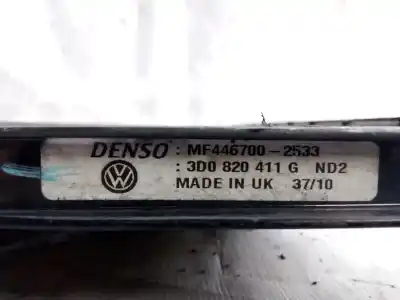 DENSO : MF446700-2533
: 3D0 820 411 G ND2
MADE IN UK 37/10